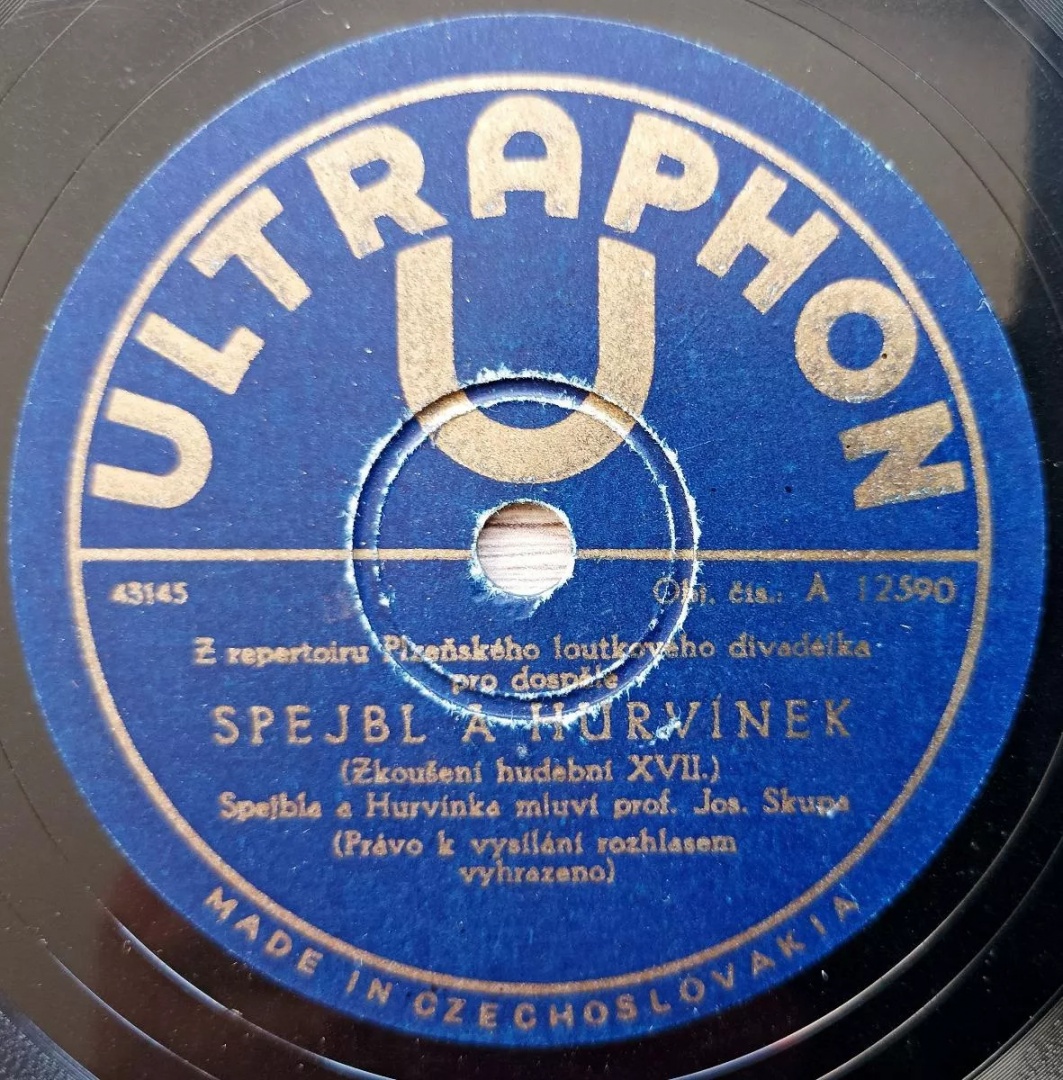 ULTRAPHON
U
43145 Obj. čís.: A 12590
Z repertoiru Plzeňského loutkového divadélka
pro dospělé
SPEJBL A HURVÍNEK
(Zkoušení hudební XVII.)
Spejbla a Hurvínka mluví prof. Jos. Skupa
(Právo k vysílání rozhlasem
vyhrazeno)
MADE IN CZECHOSLOVAKIA